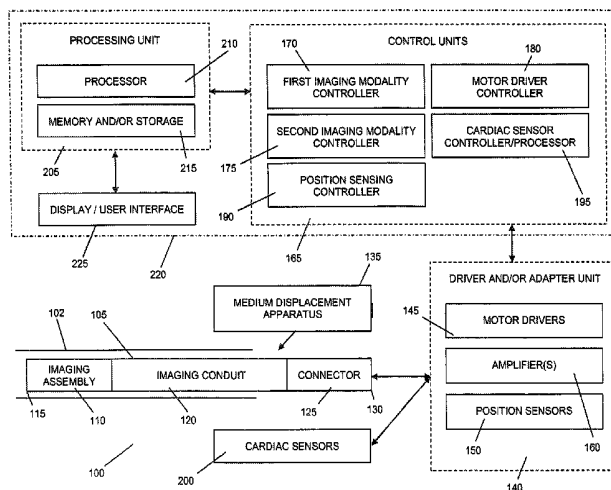 PROCESSING UNIT
210
PROCESSOR
MEMORY AND/OR STORAGE
205
215
DISPLAY / USER INTERFACE
225
220
CONTROL UNITS
170
180
FIRST IMAGING MODALITY
CONTROLLER
MOTOR DRIVER
CONTROLLER
SECOND IMAGING MODALITY
CONTROLLER
CARDIAC SENSOR
CONTROLLER/PROCESSOR
175
POSITION SENSING
CONTROLLER
195
190
165
135
MEDIUM DISPLACEMENT
APPARATUS
102
105
IMAGING
ASSEMBLY
IMAGING CONDUIT
CONNECTOR
115
110
120
125
130
CARDIAC SENSORS
100
200
DRIVER AND/OR ADAPTER UNIT
145
MOTOR DRIVERS
AMPLIFIER(S)
POSITION SENSORS
150
160
140